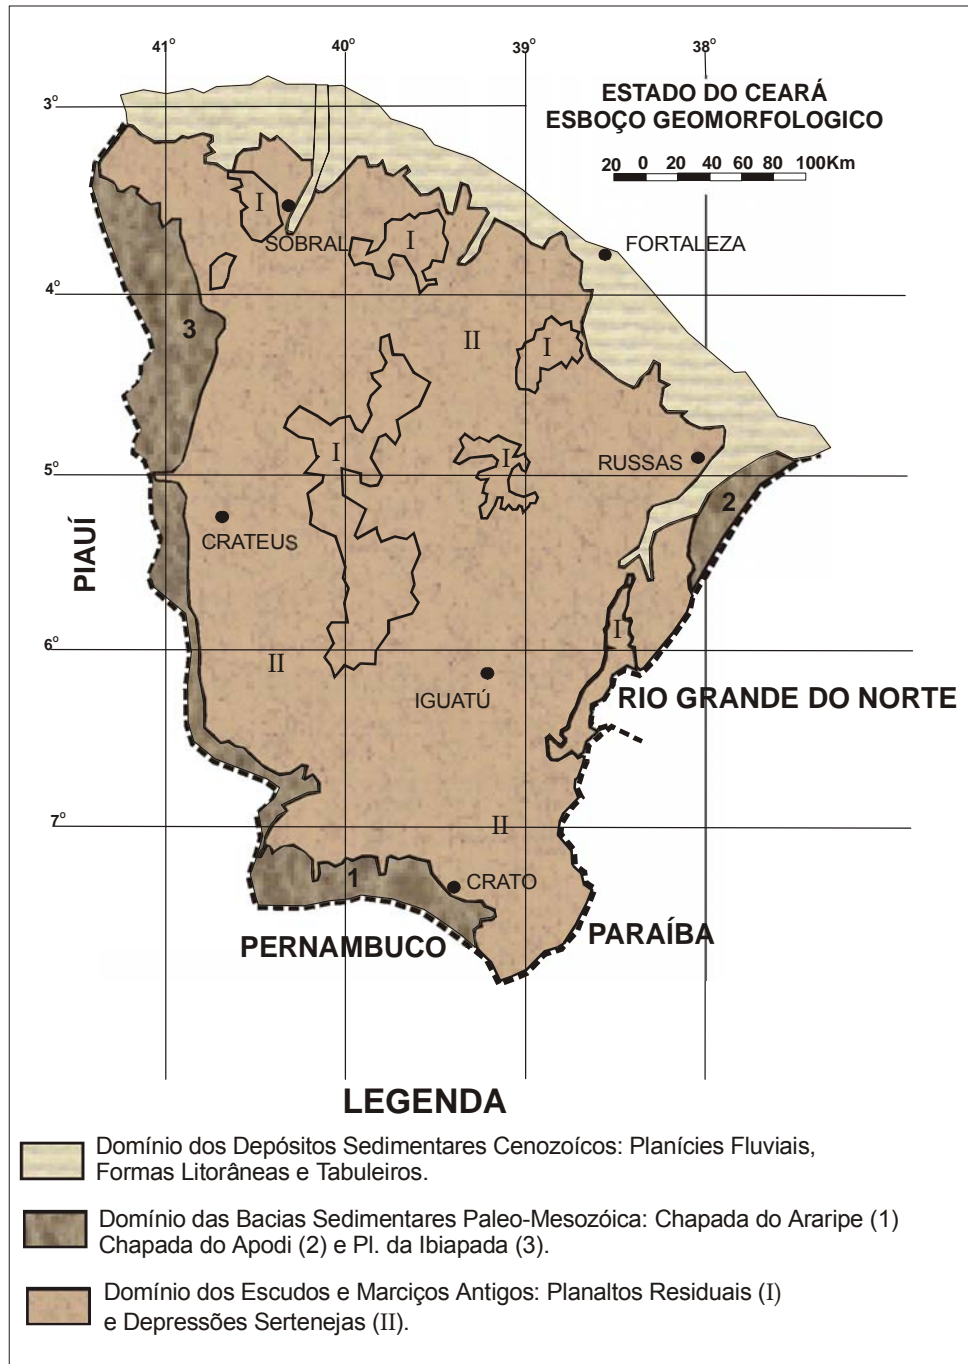 41°
40°
39°
38°
3°
ESTADO DO CEARÁ
ESBOÇO GEOMORFOLOGICO
20 0 20 40 60 80 100Km
I
SOBRAL
I
FORTALEZA
4°
3
II
I
I
I
RUSSAS
5°
2
CRATEUS
PIAUÍ
I
6°
II
IGUATÚ
RIO GRANDE DO NORTE
7°
II
1
CRATO
PERNAMBUCO
PARAÍBA
LEGENDA
Domínio dos Depósitos Sedimentares Cenozoícos: Planícies Fluviais,
Formas Litorâneas e Tabuleiros.
Domínio das Bacias Sedimentares Paleo-Mesozóica: Chapada do Araripe (1)
Chapada do Apodi (2) e Pl. da Ibiapada (3).
Domínio dos Escudos e Marciços Antigos: Planaltos Residuais (I)
e Depressões Sertenejas (II).